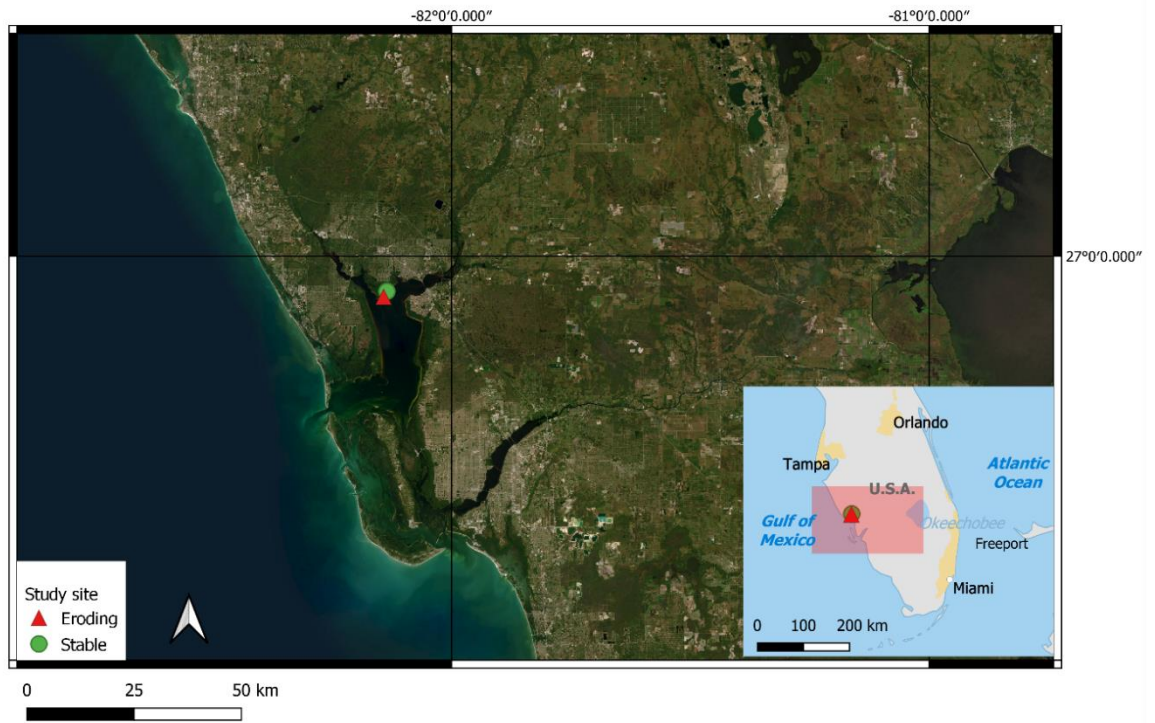 -82°0′0.000″
-81°0′0.000″
27°0′0.000″
Orlando
Tampa
U.S.A.
Atlantic
Ocean
Gulf of
Mexico
Okeechobee
Freeport
Miami
0 100 200 km
Study site
Eroding
Stable
0 25 50 km